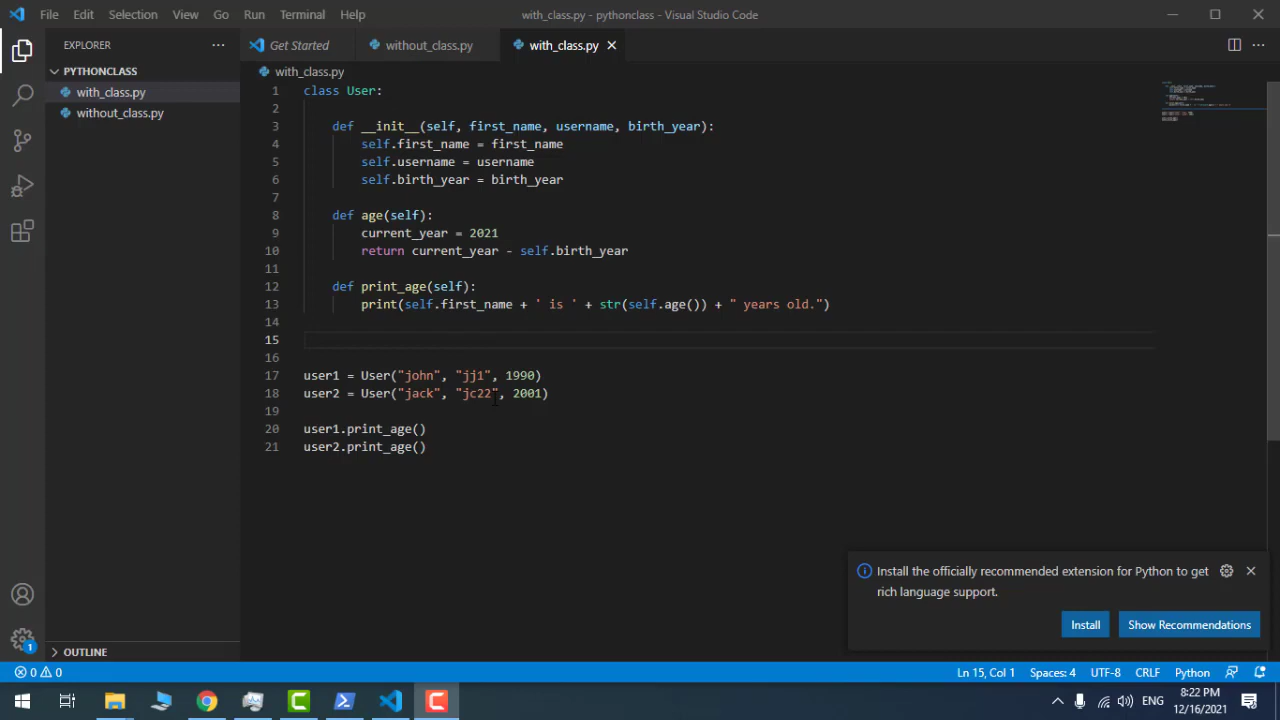 File Edit Selection View Go Run Terminal Help with_class.py - pythonclass - Visual Studio Code
EXPLORER
Get Started without_class.py with_class.py
PYTHONCLASS
with_class.py
without_class.py
OUTLINE
with_class.py
1 class User:
2
3 def __init__(self, first_name, username, birth_year):
4 self.first_name = first_name
5 self.username = username
6 self.birth_year = birth_year
7
8 def age(self):
9 current_year = 2021
10 return current_year - self.birth_year
11
12 def print_age(self):
13 print(self.first_name + ' is ' + str(self.age()) + " years old.")
14
15
16
17 user1 = User("john", "jj1", 1990)
18 user2 = User("jack", "jc22", 2001)
19
20 user1.print_age()
21 user2.print_age()
Install the officially recommended extension for Python to get
rich language support.
Install Show Recommendations
1
0 0 Ln 15, Col 1 Spaces: 4 UTF-8 CRLF Python
ENG
8:22 PM
12/16/2021